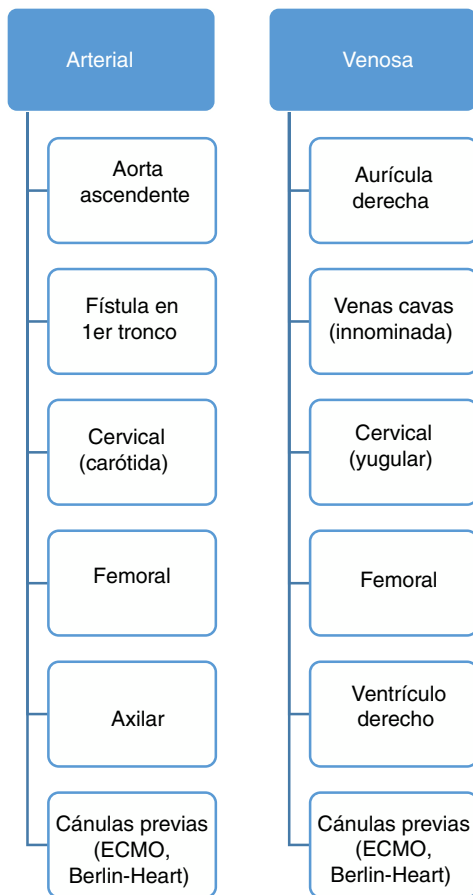 Arterial
Aorta
ascendente
Fístula en
1er tronco
Cervical
(carótida)
Femoral
Axilar
Cánulas previas
(ECMO,
Berlin-Heart)
Venosa
Aurícula
derecha
Venas cavas
(innominada)
Cervical
(yugular)
Femoral
Ventrículo
derecho
Cánulas previas
(ECMO,
Berlin-Heart)